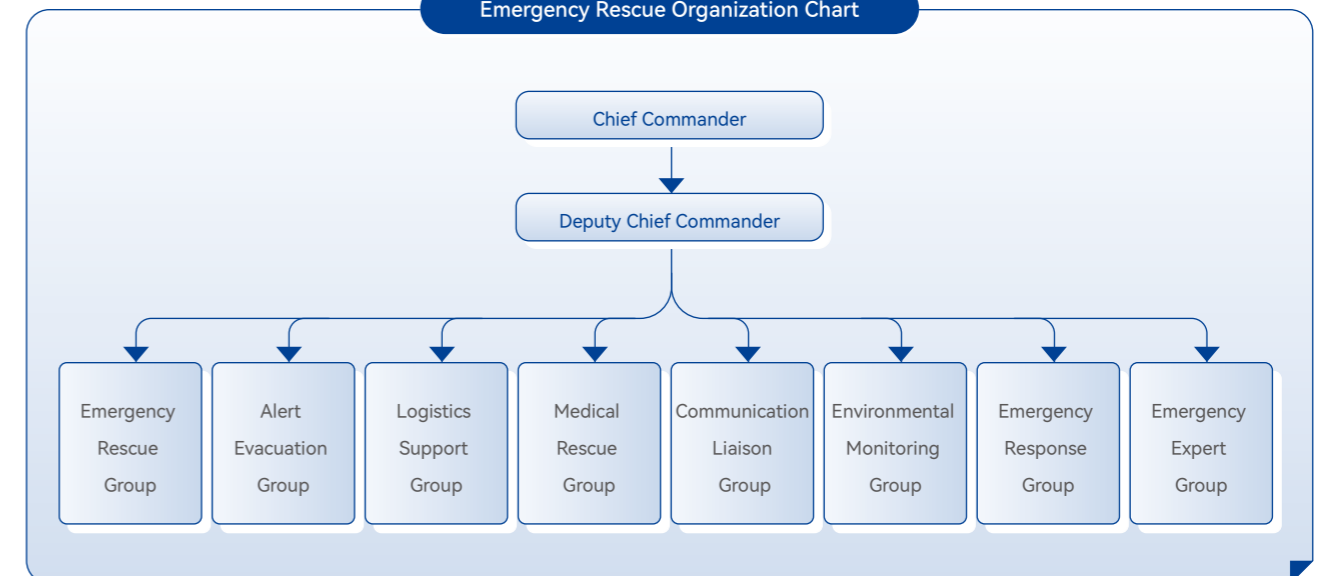 Emergency Rescue Organization Chart
Chief Commander
Deputy Chief Commander
Emergency
Rescue
Group
Alert
Evacuation
Group
Logistics
Support
Group
Medical
Rescue
Group
Communication
Liaison
Group
Environmental
Monitoring
Group
Emergency
Response
Group
Emergency
Expert
Group